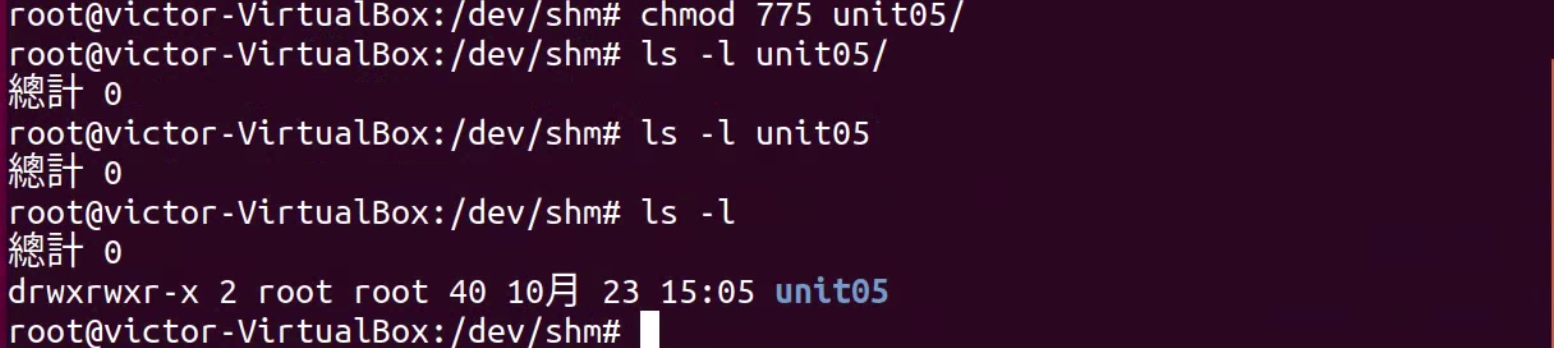 root@victor-VirtualBox:/dev/shm# chmod 775 unit05/
root@victor-VirtualBox:/dev/shm# ls -l unit05/
總計 0
root@victor-VirtualBox:/dev/shm# ls -l unit05
總計 0
root@victor-VirtualBox:/dev/shm# ls -l
總計 0
drwxrwxr-x 2 root root 40 10月 23 15:05 unit05
root@victor-VirtualBox:/dev/shm#